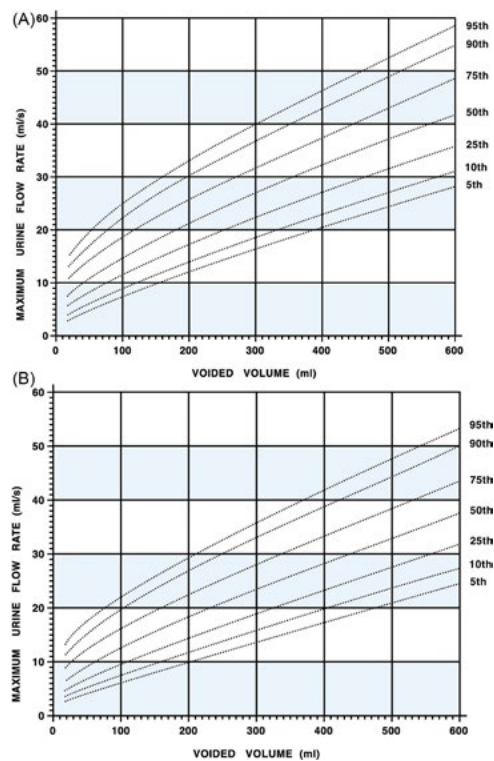 (A)
60
50
40
30
20
10
0
MAXIMUM URINE FLOW RATE (ml/s)
95th
90th
75th
50th
25th
10th
5th
0 100 200 300 400 500 600
VOIDED VOLUME (ml)
(B)
60
50
40
30
20
10
0
MAXIMUM URINE FLOW RATE (ml/s)
95th
90th
75th
50th
25th
10th
5th
0 100 200 300 400 500 600
VOIDED VOLUME (ml)